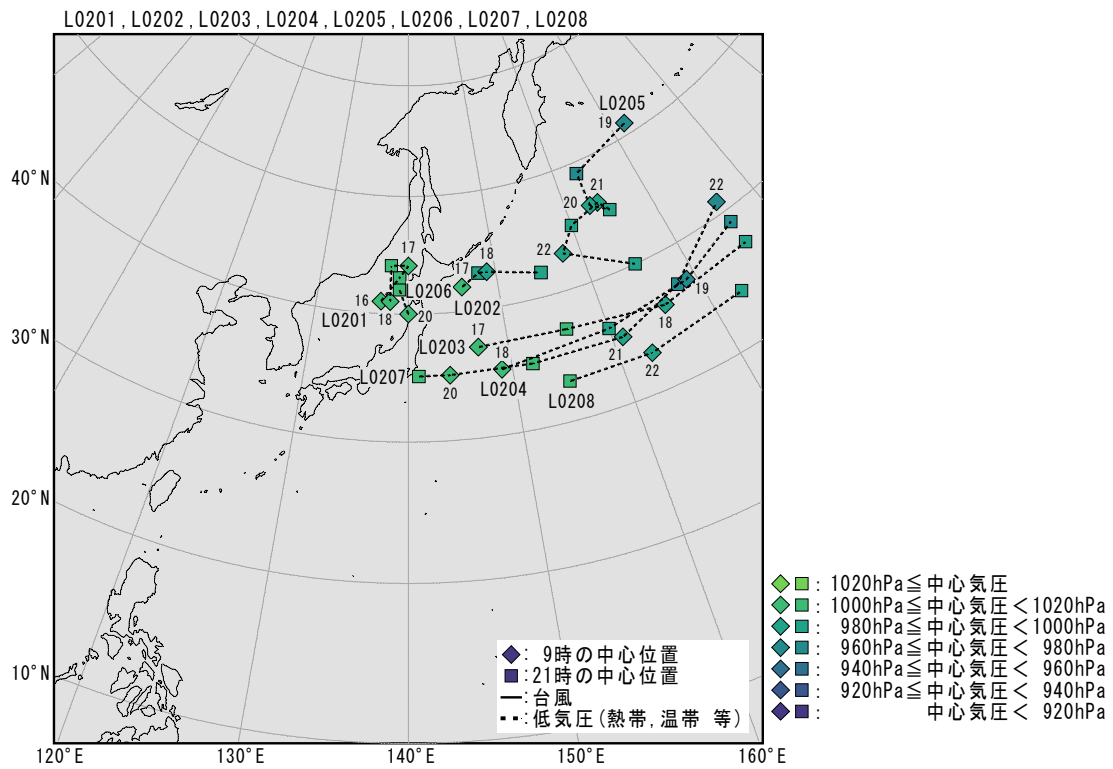 L0201,L0202,L0203,L0204,L0205,L0206,L0207,L0208
L0205
19
40°N
22
21
20
17
18
22
17
L0206
16
L0202
19
L0201
18
20
18
17
30°N
L0203
18
21
22
L0207
L0204
20
L0208
20°N
1020hPa≦中心気圧
1000hPa≦中心気圧<1020hPa
980hPa≦中心気圧<1000hPa
: 9時の中心位置
960hPa≦中心気圧< 980hPa
10°N
:21時の中心位置
940hPa≦中心気圧< 960hPa
:台風
920hPa≦中心気圧< 940hPa
:低気圧(熱帯,温帯 等)
中心気圧< 920hPa
120°E
130°E
140°E
150°E
160°E